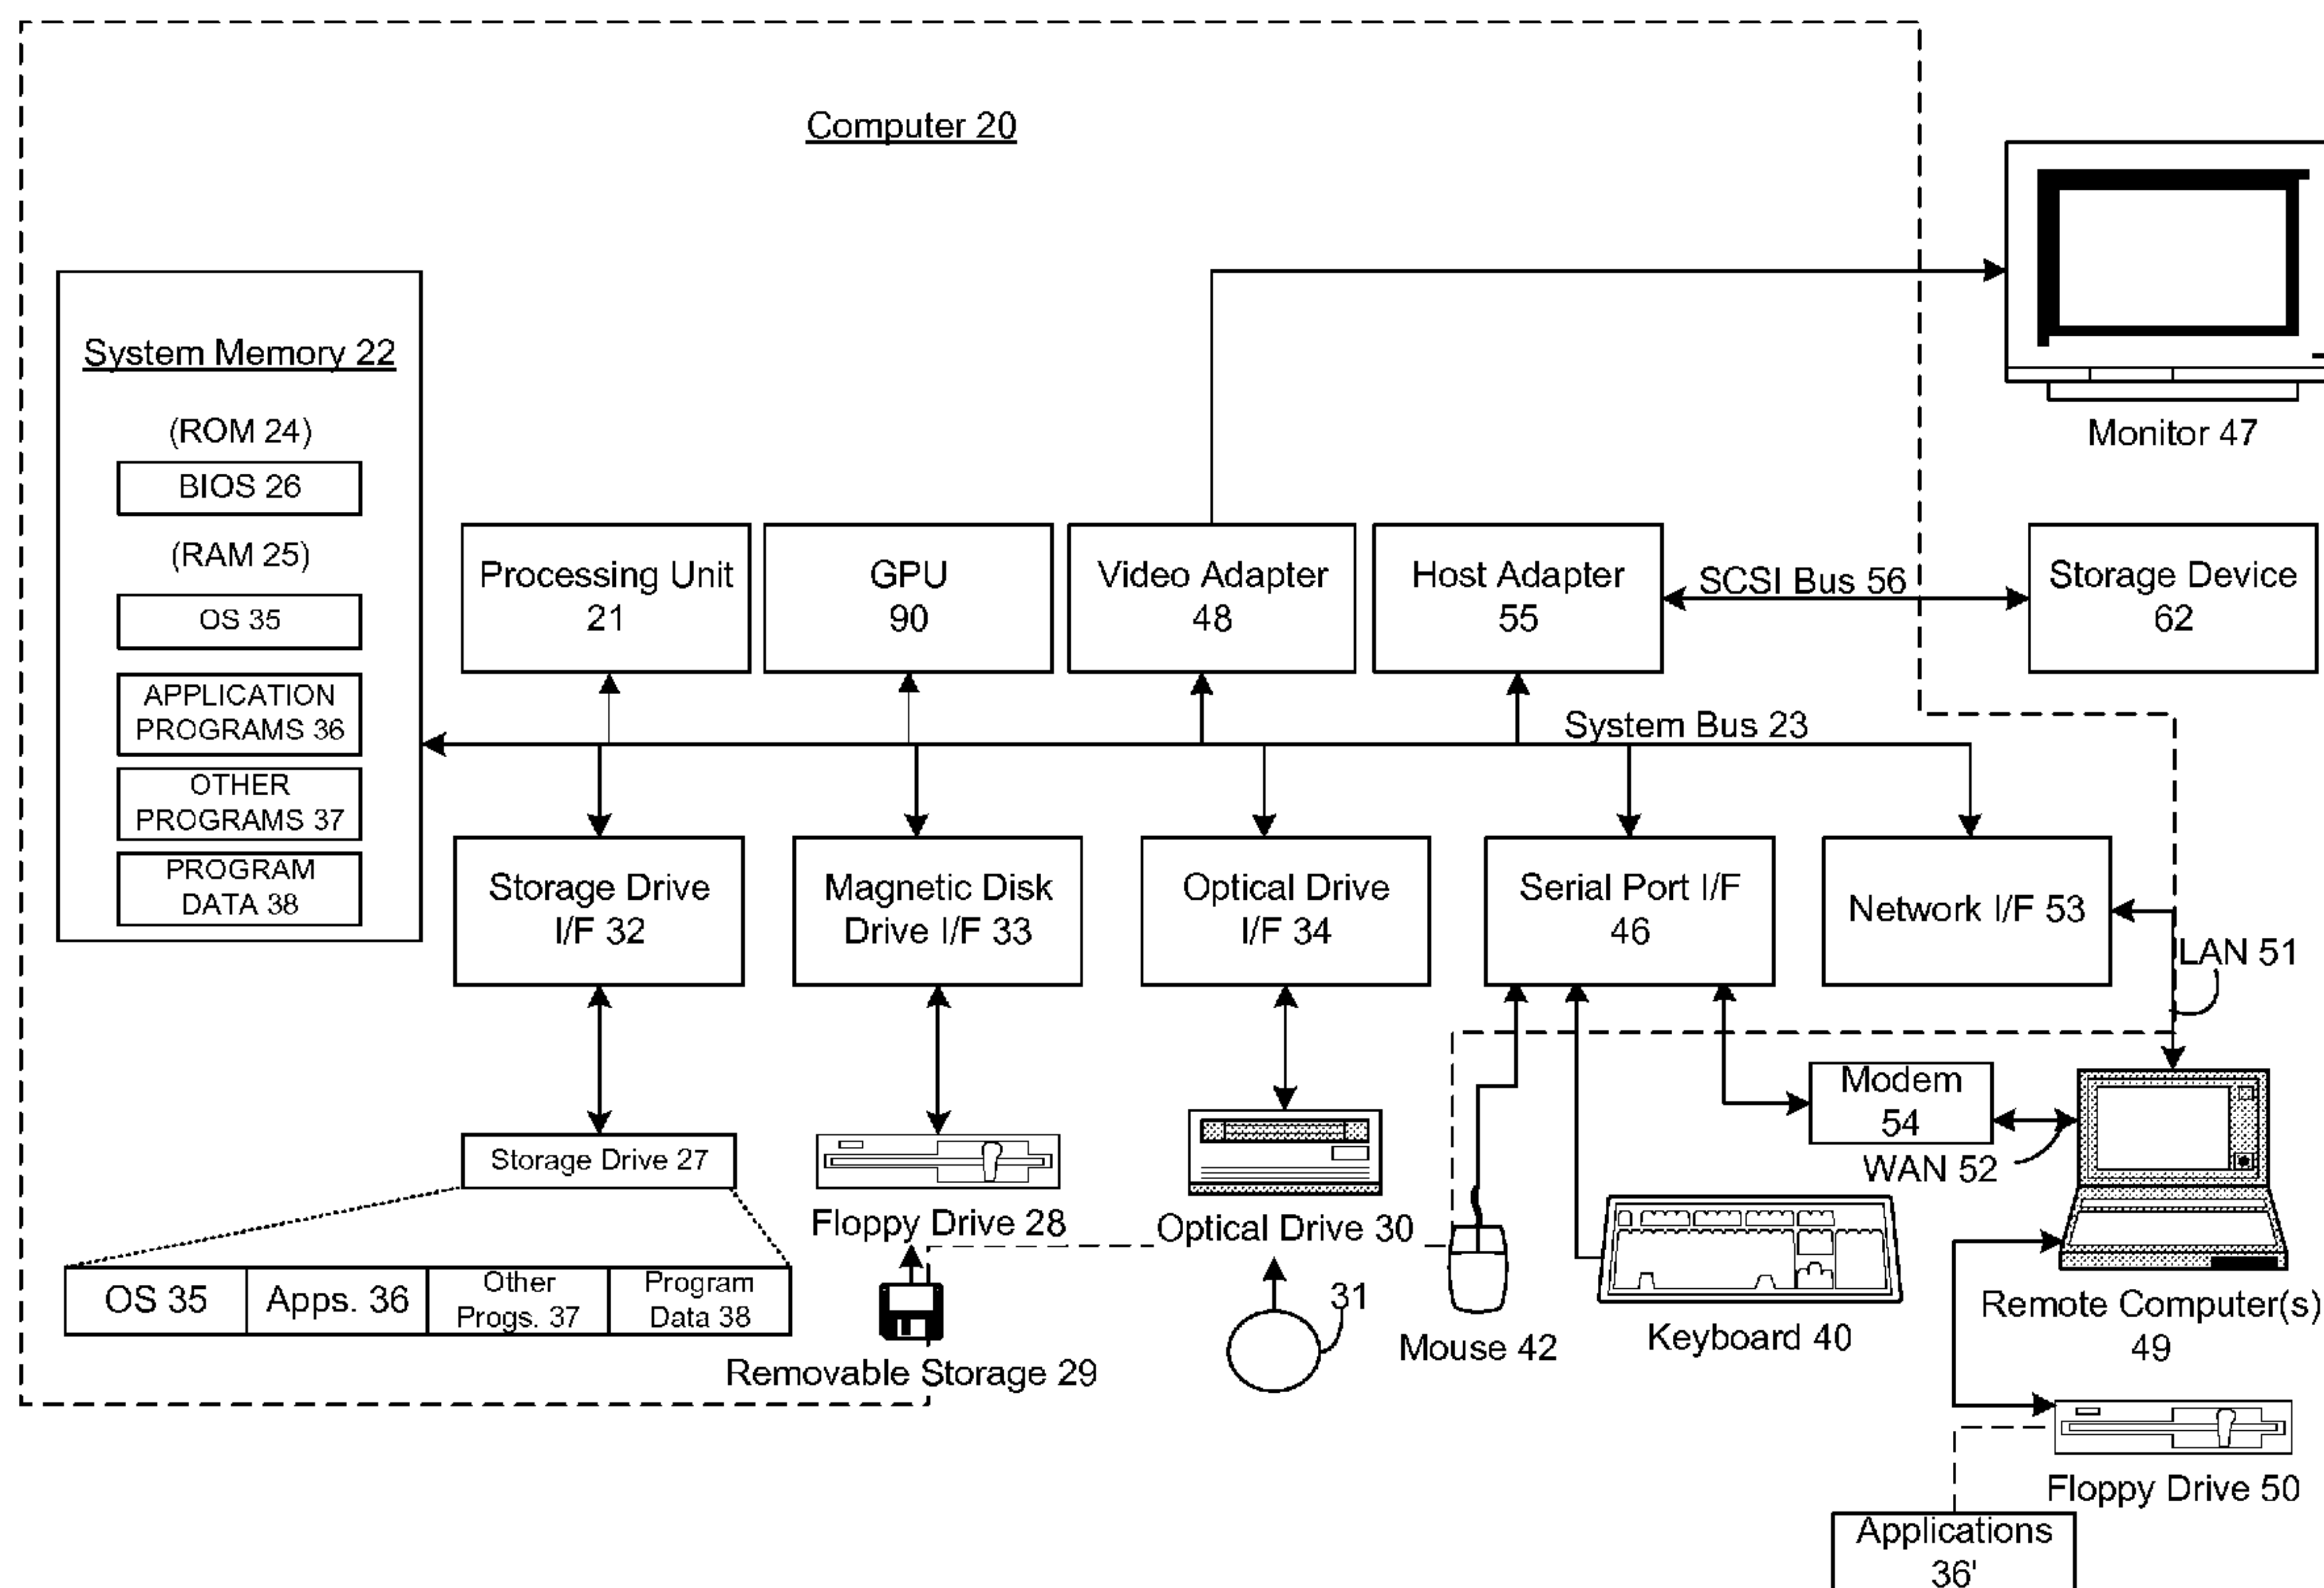 Computer 20
System Memory 22
(ROM 24)
BIOS 26
(RAM 25)
OS 35
APPLICATION
PROGRAMS 36
OTHER
PROGRAMS 37
PROGRAM
DATA 38
Monitor 47
Processing Unit
21
GPU
90
Video Adapter
48
Host Adapter
55
SCSI Bus 56
Storage Device
62
System Bus 23
Storage Drive
I/F 32
Magnetic Disk
Drive I/F 33
Optical Drive
I/F 34
Serial Port I/F
46
Network I/F 53
LAN 51
Modem
54
WAN 52
Storage Drive 27
Floppy Drive 28
Optical Drive 30
OS 35
Apps. 36
Other
Progs. 37
Program
Data 38
Removable Storage 29
31
Mouse 42
Keyboard 40
Remote Computer(s)
49
Floppy Drive 50
Applications
36'